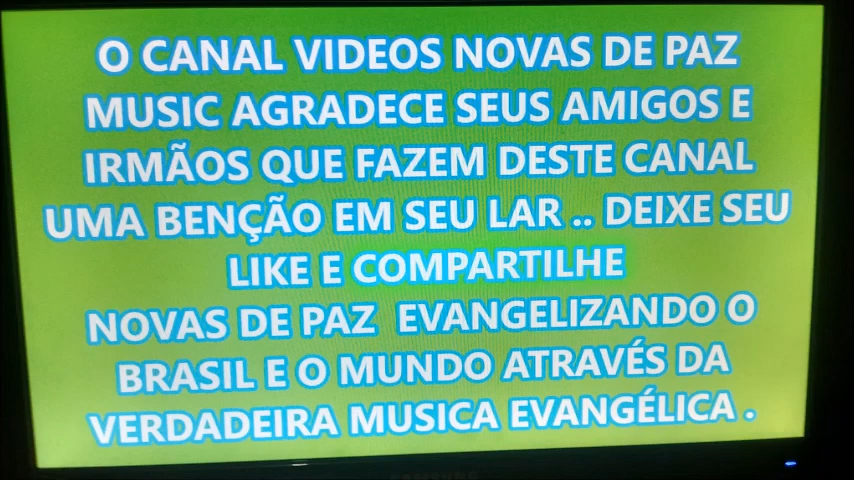 O CANAL VIDEOS NOVAS DE PAZ
MUSIC AGRADECE SEUS AMIGOS E
IRMÃOS QUE FAZEM DESTE CANAL
UMA BENÇÃO EM SEU LAR .. DEIXE SEU
LIKE E COMPARTILHE
NOVAS DE PAZ EVANGELIZANDO O
BRASIL E O MUNDO ATRAVÉS DA
VERDADEIRA MUSICA EVANGÉLICA .
SAMSUNG